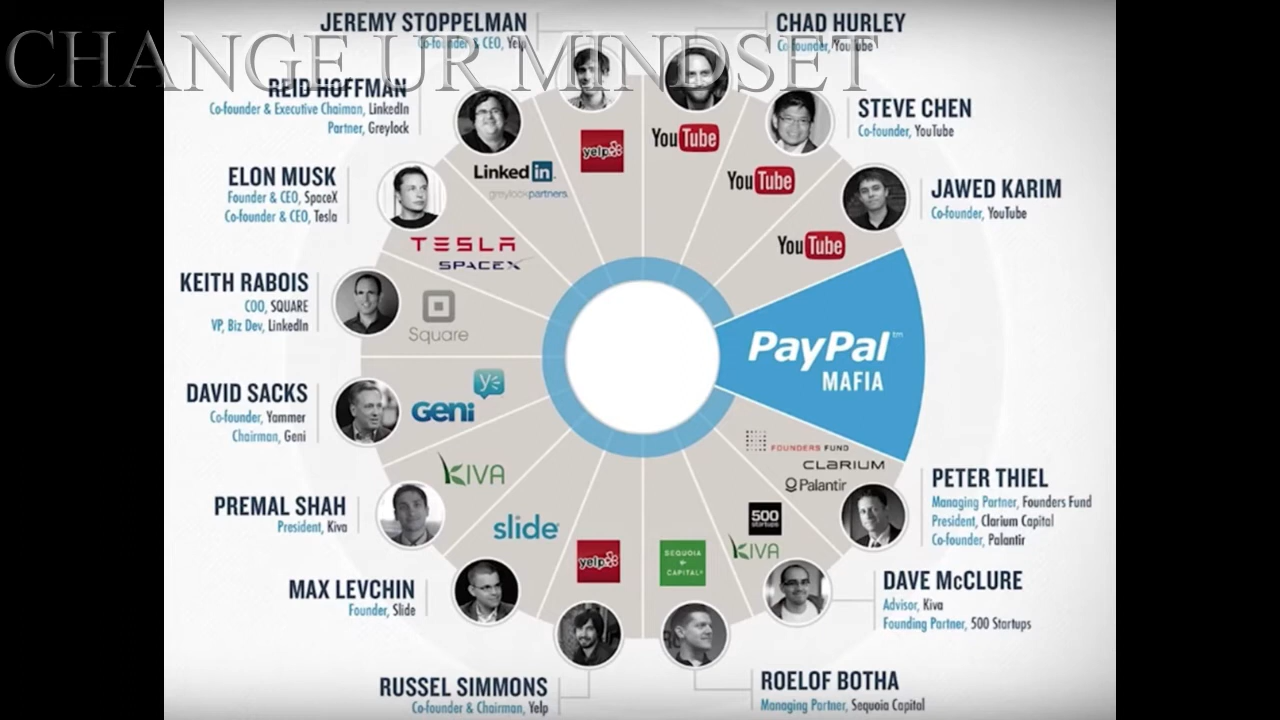 JEREMY STOPPELMAN
Co-founder & CEO, Yelp
CHAD HURLEY
Co-founder, YouTube
CHANGE UR MINDSET
REID HOFFMAN
Co-founder & Executive Chaiman, LinkedIn
Partner, Greylock
STEVE CHEN
Co-founder, YouTube
yelp
YouTube
LinkedIn
greylockpartners.
YouTube
ELON MUSK
Founder & CEO, SpaceX
Co-founder & CEO, Tesla
JAWED KARIM
Co-founder, YouTube
TESLA
SPACEX
YouTube
KEITH RABOIS
COO, SQUARE
VP, Biz Dev, LinkedIn
Square
PayPal™
MAFIA
DAVID SACKS
Co-founder, Yammer
Chairman, Geni
y
Geni
FOUNDERS FUND
CLARIUM
Palantir
KIVA
PREMAL SHAH
President, Kiva
PETER THIEL
Managing Partner, Founders Fund
President, Clarium Capital
Co-founder, Palantir
slide
500
startups
KIVA
yelp
SEQUOIA
CAPITAL
MAX LEVCHIN
Founder, Slide
DAVE McCLURE
Advisor, Kiva
Founding Partner, 500 Startups
RUSSEL SIMMONS
Co-founder & Chairman, Yelp
ROELOF BOTHA
Managing Partner, Sequoia Capital